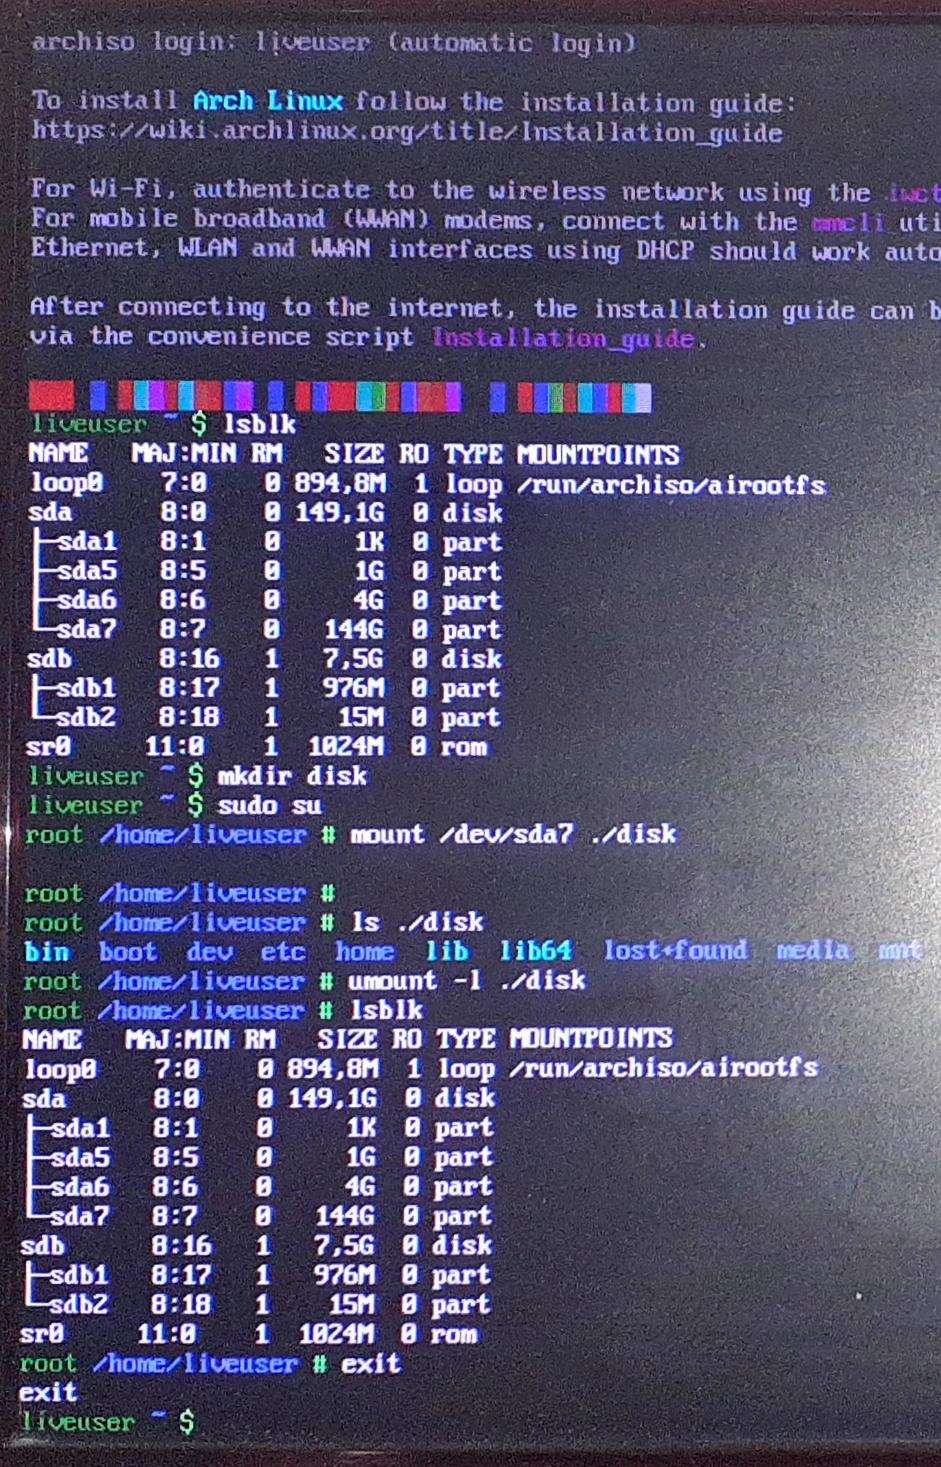 archiso login: liveuser (automatic login)
To install Arch Linux follow the installation guide:
https://wiki.archlinux.org/title/Installation_guide
For Wi-Fi, authenticate to the wireless network using the iwct
For mobile broadband (WWAN) modems, connect with the mmcli uti
Ethernet, WLAN and WWAN interfaces using DHCP should work auto
After connecting to the internet, the installation guide can b
via the convenience script Installation_guide.
liveuser ~ $ lsblk
NAME MAJ:MIN RM SIZE RO TYPE MOUNTPOINTS
loop0 7:0 0 894,8M 1 loop /run/archiso/airootfs
sda 8:0 0 149,1G 0 disk
├─sda1 8:1 0 1K 0 part
├─sda5 8:5 0 1G 0 part
├─sda6 8:6 0 4G 0 part
└─sda7 8:7 0 144G 0 part
sdb 8:16 1 7,5G 0 disk
├─sdb1 8:17 1 976M 0 part
└─sdb2 8:18 1 15M 0 part
sr0 11:0 1 1024M 0 rom
liveuser ~ $ mkdir disk
liveuser ~ $ sudo su
root /home/liveuser # mount /dev/sda7 ./disk
root /home/liveuser #
root /home/liveuser # ls ./disk
bin boot dev etc home lib lib64 lost+found media mnt
root /home/liveuser # umount -l ./disk
root /home/liveuser # lsblk
NAME MAJ:MIN RM SIZE RO TYPE MOUNTPOINTS
loop0 7:0 0 894,8M 1 loop /run/archiso/airootfs
sda 8:0 0 149,1G 0 disk
├─sda1 8:1 0 1K 0 part
├─sda5 8:5 0 1G 0 part
├─sda6 8:6 0 4G 0 part
└─sda7 8:7 0 144G 0 part
sdb 8:16 1 7,5G 0 disk
├─sdb1 8:17 1 976M 0 part
└─sdb2 8:18 1 15M 0 part
sr0 11:0 1 1024M 0 rom
root /home/liveuser # exit
exit
liveuser ~ $